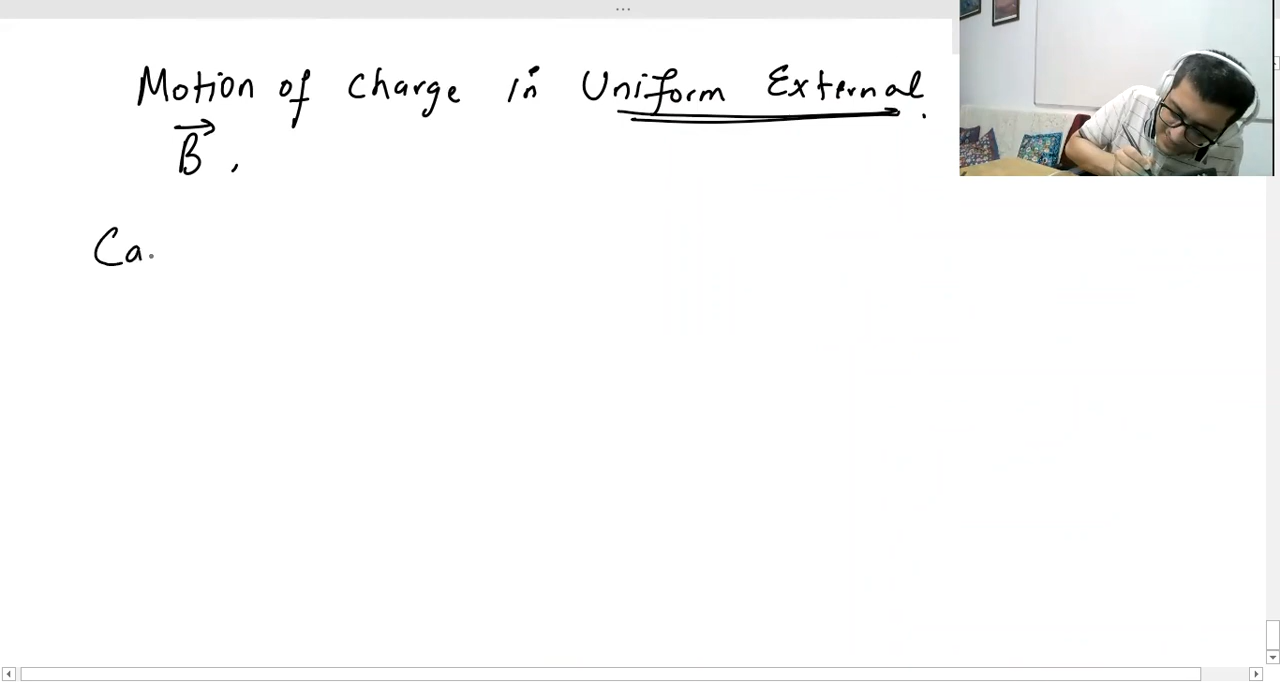 Motion of charge in Uniform External.
B⃗,
Ca